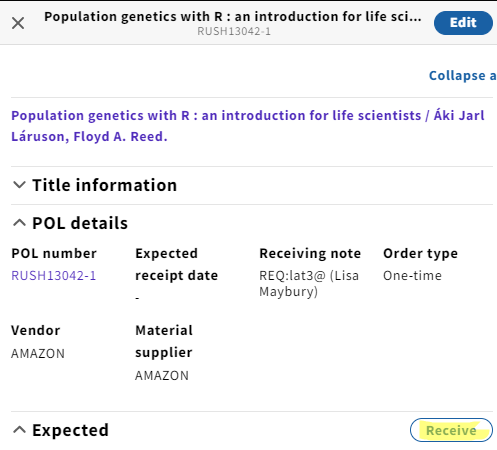 Population genetics with R : an introduction for life sci...
RUSH13042-1
Edit
Collapse a
Population genetics with R : an introduction for life scientists / Áki Jarl
Láruson, Floyd A. Reed.
Title information
POL details
POL number
RUSH13042-1
Expected
receipt date
-
Receiving note
REQ:lat3@ (Lisa
Maybury)
Order type
One-time
Vendor
AMAZON
Material
supplier
AMAZON
Expected
Receive